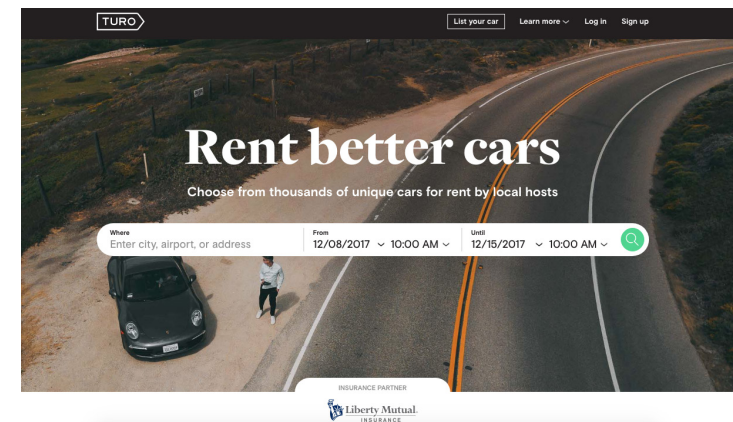 TURO
List your car
Learn more
Log in
Sign up
Rent better cars
Choose from thousands of unique cars for rent by local hosts
Where
Enter city, airport, or address
From
12/08/2017
10:00 AM
Until
12/15/2017
10:00 AM
INSURANCE PARTNER
Liberty Mutual.
INSURANCE